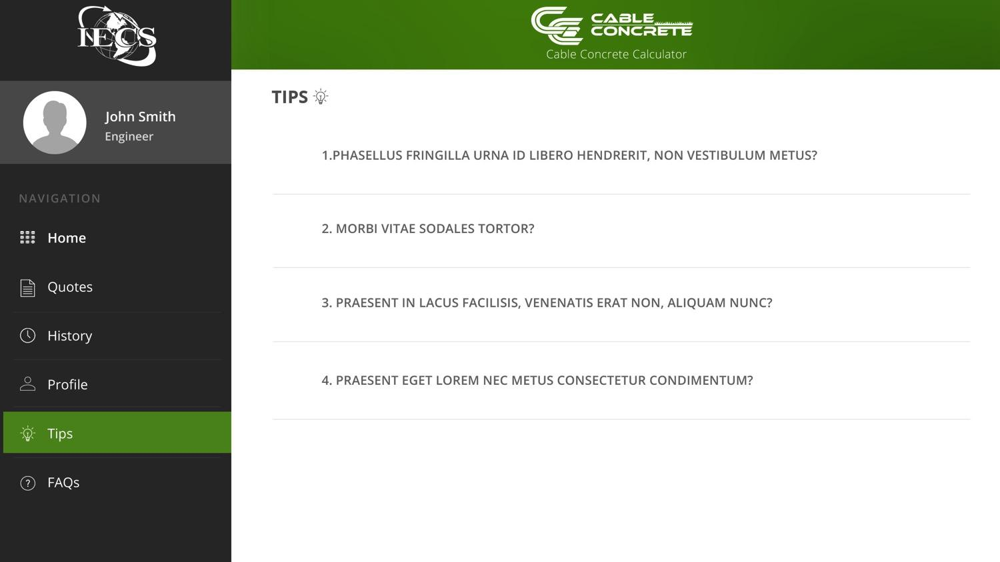 IECS
CABLE
CONCRETE
Cable Concrete Calculator
John Smith
Engineer
NAVIGATION
Home
Quotes
History
Profile
Tips
FAQs
TIPS
1.PHASELLUS FRINGILLA URNA ID LIBERO HENDRERIT, NON VESTIBULUM METUS?
2. MORBI VITAE SODALES TORTOR?
3. PRAESENT IN LACUS FACILISIS, VENENATIS ERAT NON, ALIQUAM NUNC?
4. PRAESENT EGET LOREM NEC METUS CONSECTETUR CONDIMENTUM?